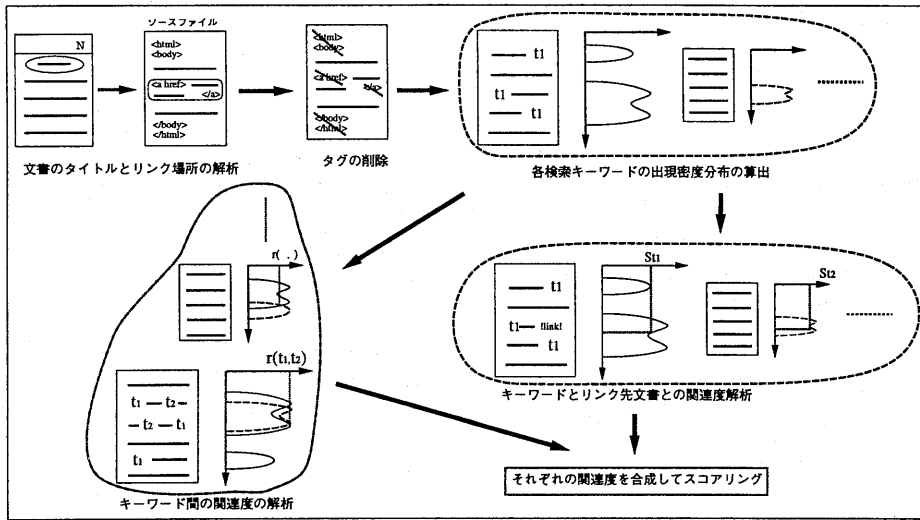 ソースファイル
N
<html>
<body>
<a href>
</a>
</body>
</html>
文書のタイトルとリンク場所の解析
<html>
<body>
<a href>
</a>
</body>
</html>
タグの削除
t1
t1
t1
各検索キーワードの出現密度分布の算出
r( . )
r(t1,t2)
t1
t2
t2
t1
t1
キーワード間の関連度の解析
St1
t1
t1
!link!
t1
St2
キーワードとリンク先文書との関連度解析
それぞれの関連度を合成してスコアリング